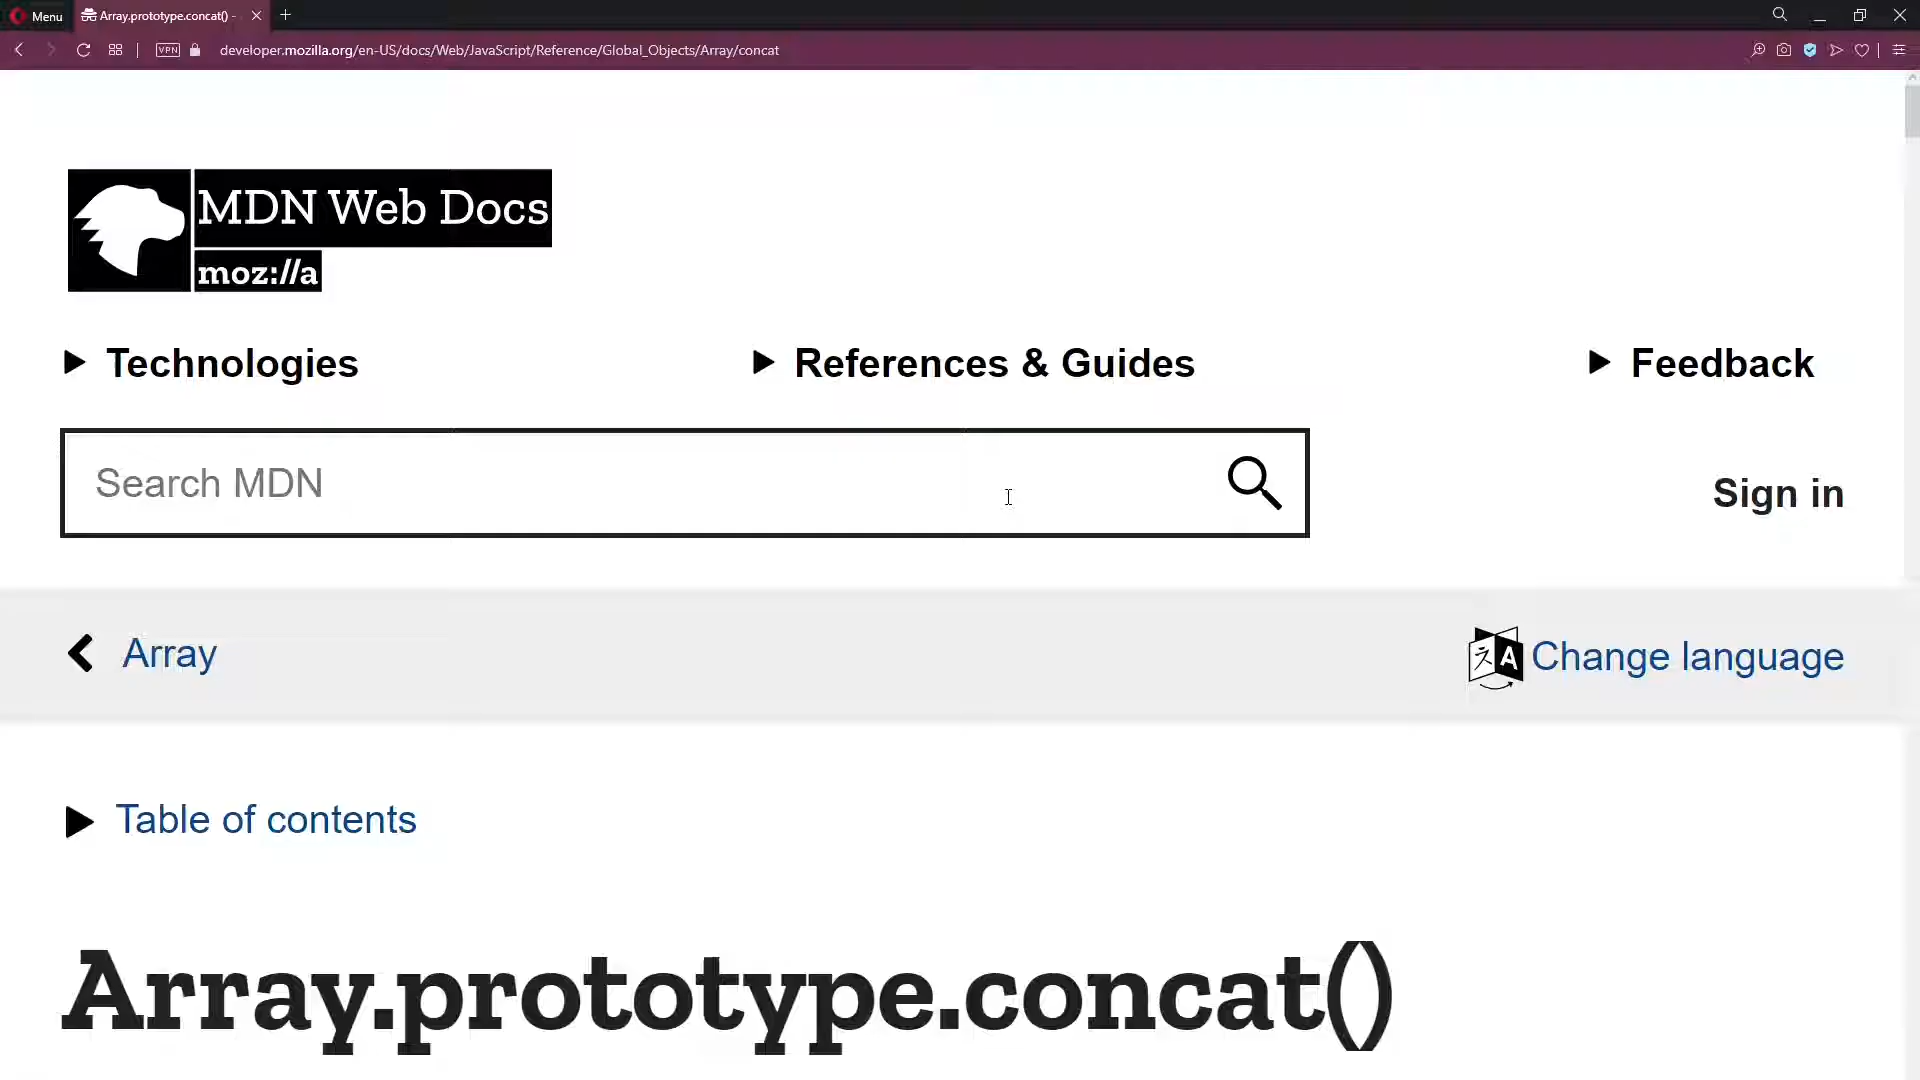 Menu
Array.prototype.concat() -
VPN
developer.mozilla.org/en-US/docs/Web/JavaScript/Reference/Global_Objects/Array/concat
MDN Web Docs
moz://a
Technologies
References & Guides
Feedback
Search MDN
Sign in
Array
Change language
Table of contents
Array.prototype.concat()